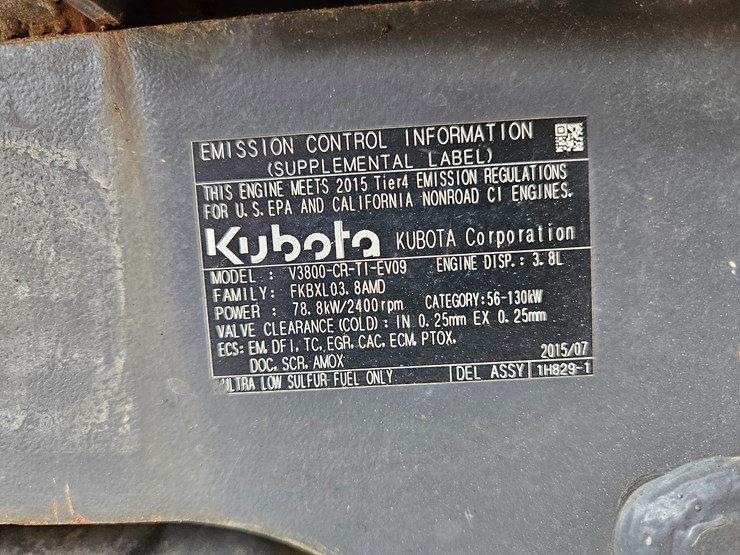 EMISSION CONTROL INFORMATION
(SUPPLEMENTAL LABEL)
THIS ENGINE MEETS 2015 Tier4 EMISSION REGULATIONS
FOR U.S.EPA AND CALIFORNIA NONROAD CI ENGINES.
Kubota KUBOTA Corporation
MODEL : V3800-CR-TI-EV09 ENGINE DISP.: 3.8L
FAMILY: FKBXL03.8AMD
POWER : 78.8kW/2400rpm CATEGORY:56-130kW
VALVE CLEARANCE (COLD) : IN 0.25mm EX 0.25mm
ECS: EM, DFI, TC, EGR, CAC, ECM, PTOX,
DOC, SCR, AMOX 2015/07
ULTRA LOW SULFUR FUEL ONLY DEL ASSY 1H829-1